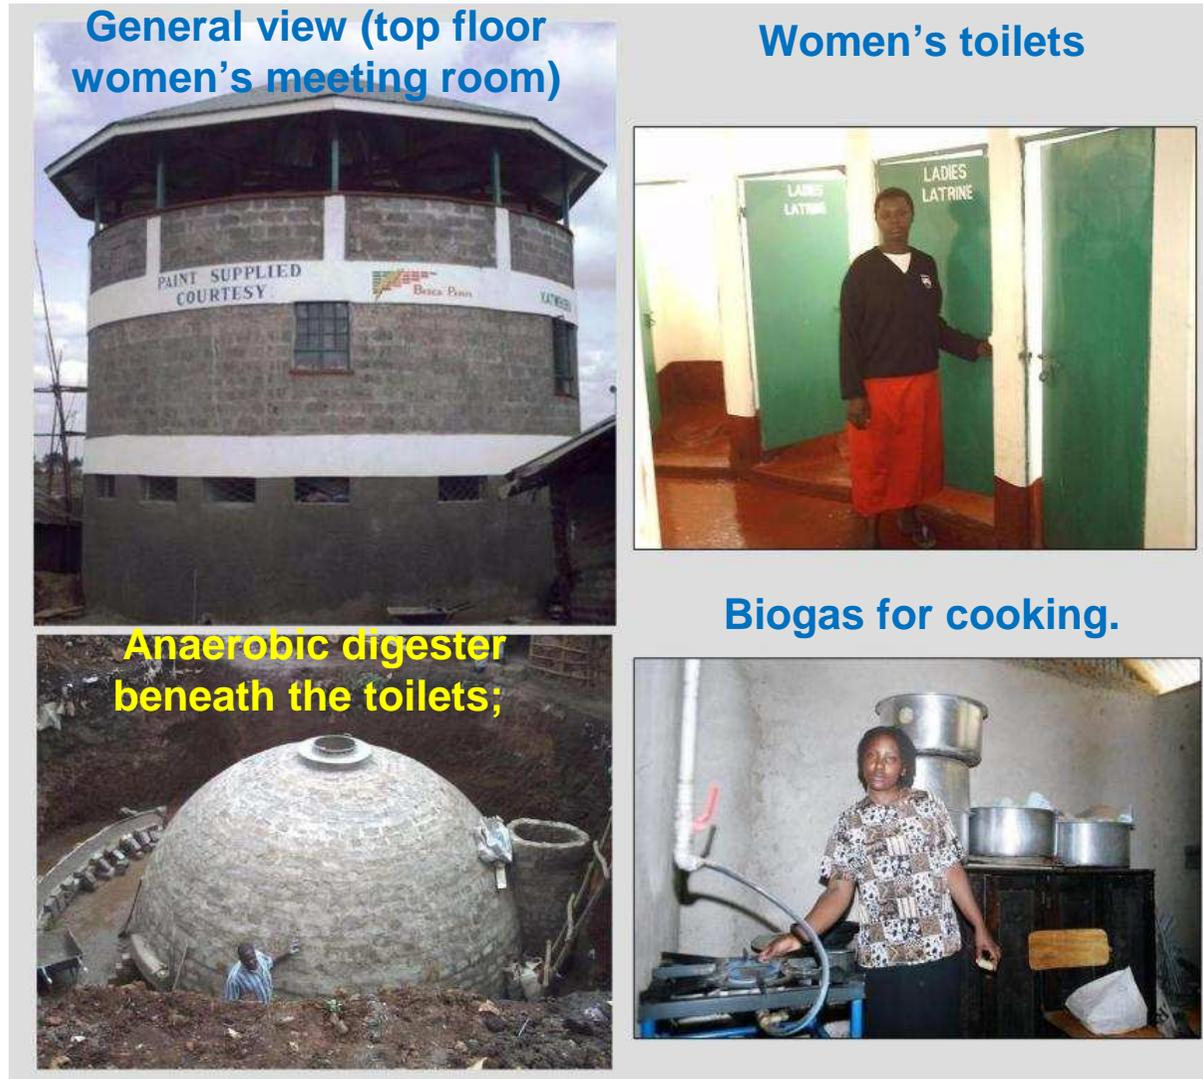 General view (top floor
women's meeting room)
PAINT SUPPLIED
COURTESY
Women's toilets
LADIES
LATRINE
LADIES
LATRINE
Anaerobic digester
beneath the toilets;
Biogas for cooking.